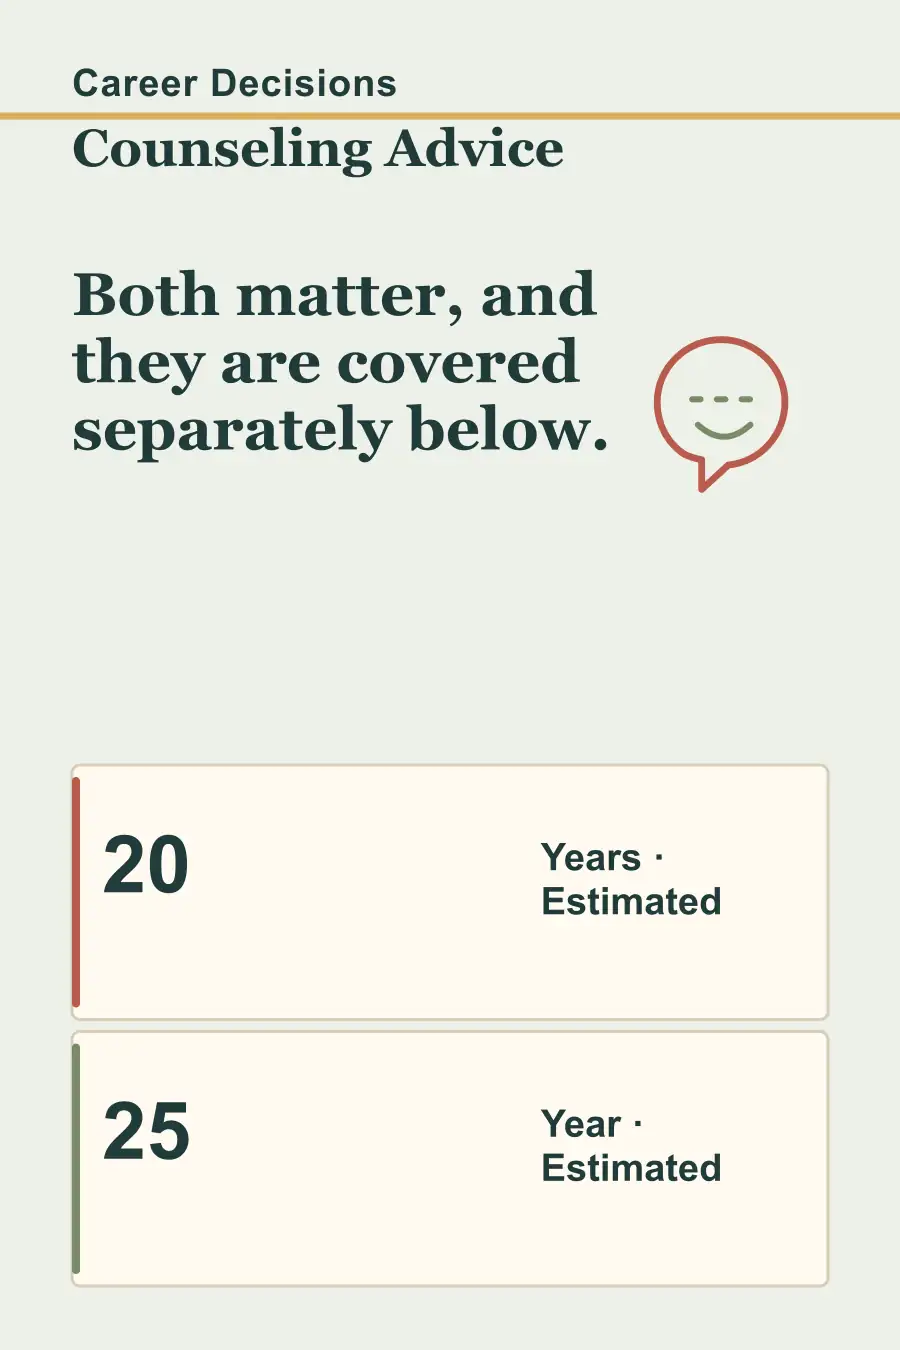 Career Decisions
Counseling Advice
Both matter, and
they are covered
separately below.
20
Years ·
Estimated
25
Year ·
Estimated